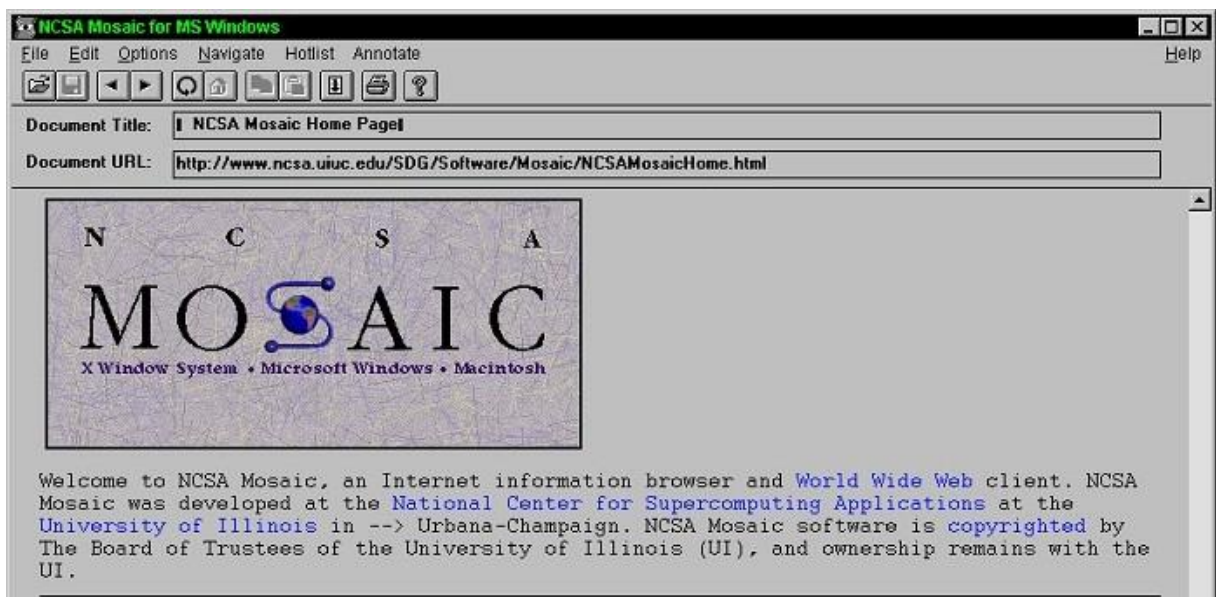 NCSA Mosaic for MS Windows
File Edit Options Navigate Hotlist Annotate Help
Document Title: NCSA Mosaic Home Page
Document URL: http://www.ncsa.uiuc.edu/SDG/Software/Mosaic/NCSAMosaicHome.html
N C S A
MOSAIC
X Window System • Microsoft Windows • Macintosh
Welcome to NCSA Mosaic, an Internet information browser and World Wide Web client. NCSA
Mosaic was developed at the National Center for Supercomputing Applications at the
University of Illinois in --> Urbana-Champaign. NCSA Mosaic software is copyrighted by
The Board of Trustees of the University of Illinois (UI), and ownership remains with the
UI.